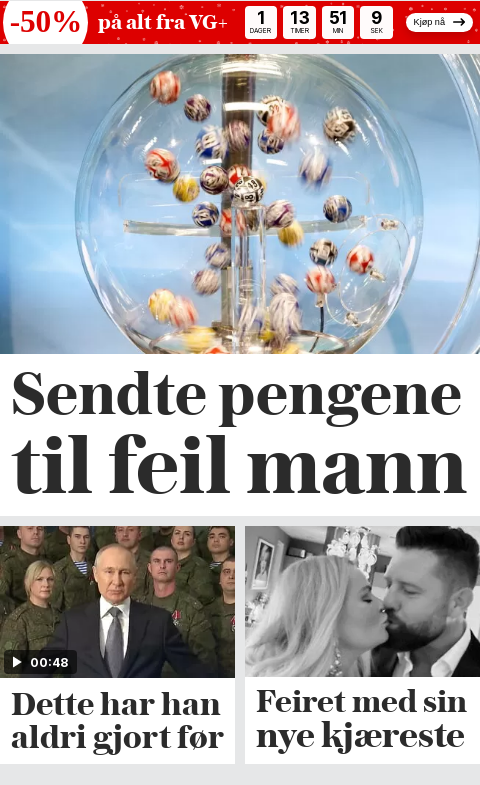 -50% på alt fra VG+
1 13 51 9
DAGER TIMER MIN SEK
Kjøp nå
Sendte pengene
til feil mann
00:48
Dette har han
aldri gjort før
Feiret med sin
nye kjæreste